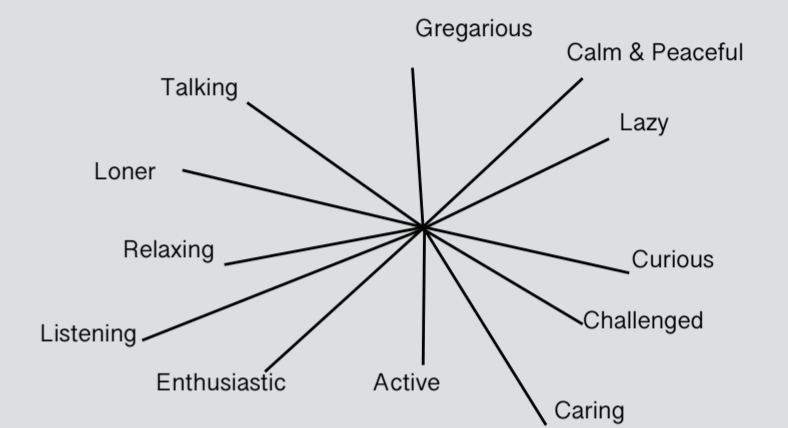 Gregarious
Calm & Peaceful
Talking
Lazy
Loner
Relaxing
Curious
Challenged
Listening
Enthusiastic
Active
Caring